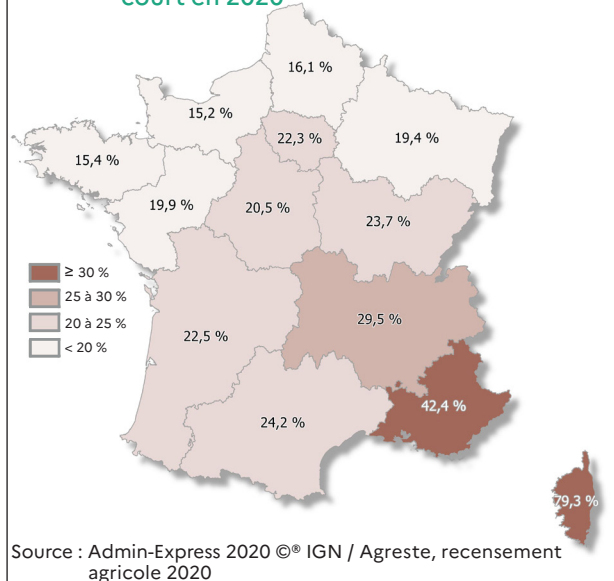 court en 2020
16,1 %
15,2 %
22,3 %
19,4 %
15,4 %
19,9 %
20,5 %
23,7 %
≥ 30 %
25 à 30 %
20 à 25 %
< 20 %
29,5 %
22,5 %
42,4 %
24,2 %
79,3 %
Source : Admin-Express 2020 ©® IGN / Agreste, recensement
agricole 2020